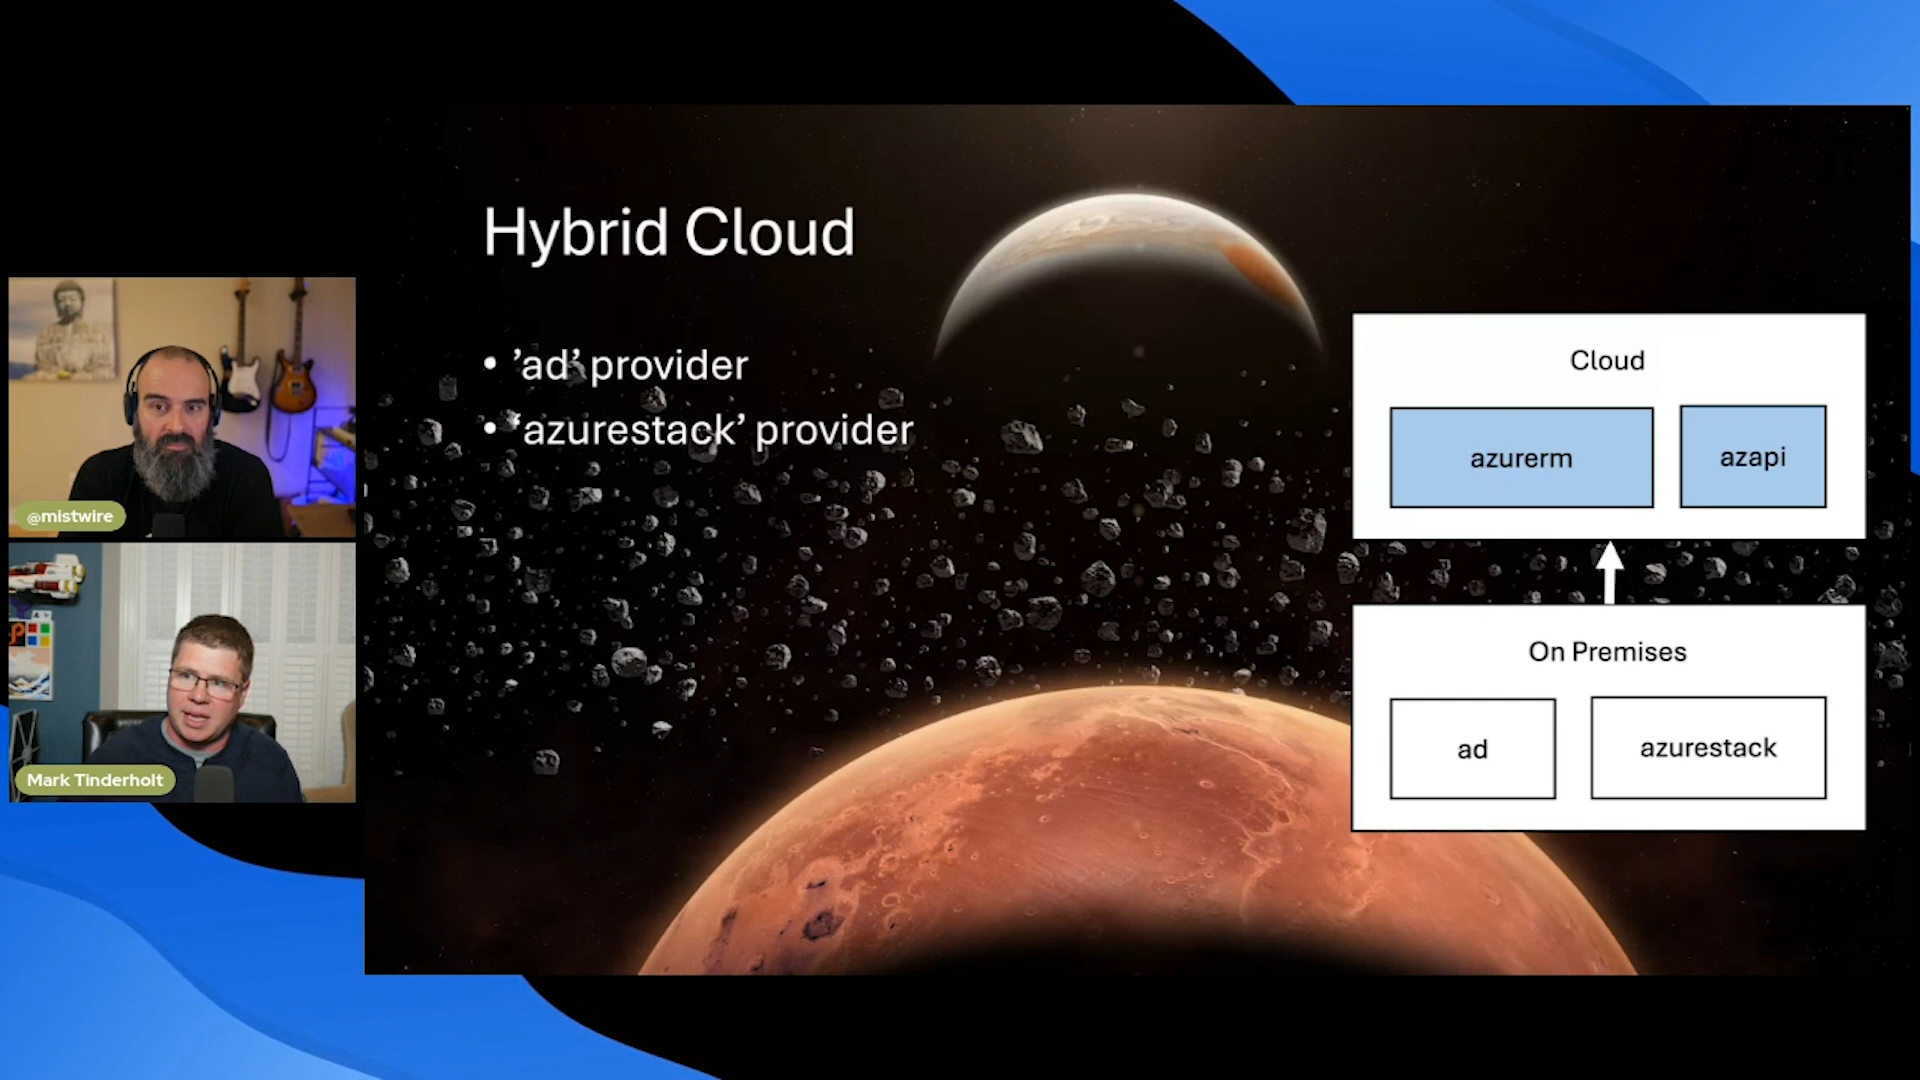 Hybrid Cloud
• ’ad’ provider
• ‘azurestack’ provider
Cloud
azurerm
azapi
On Premises
ad
azurestack
@mistwire
Mark Tinderholt